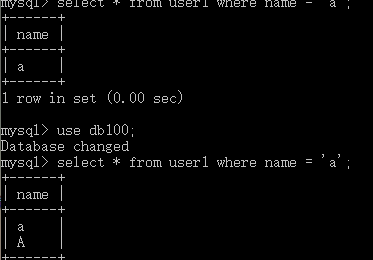 mysql> select * from user1 where name = 'a';
+------+
| name |
+------+
| a    |
+------+
1 row in set (0.00 sec)

mysql> use db100;
Database changed
mysql> select * from user1 where name = 'a';
+------+
| name |
+------+
| a    |
| A    |
+------+